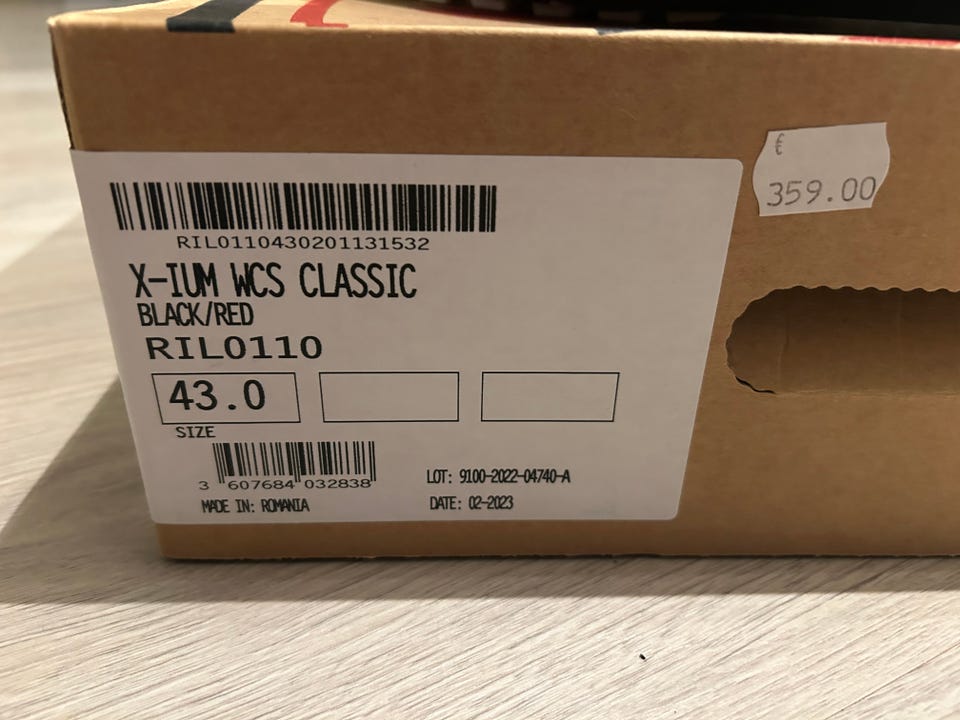 RIL0110430201131532
X-IUM WCS CLASSIC
BLACK/RED
RIL0110
43.0
SIZE
3 607684 032838
MADE IN: ROMANIA
LOT: 9100-2022-04740-A
DATE: 02-2023
€
359.00